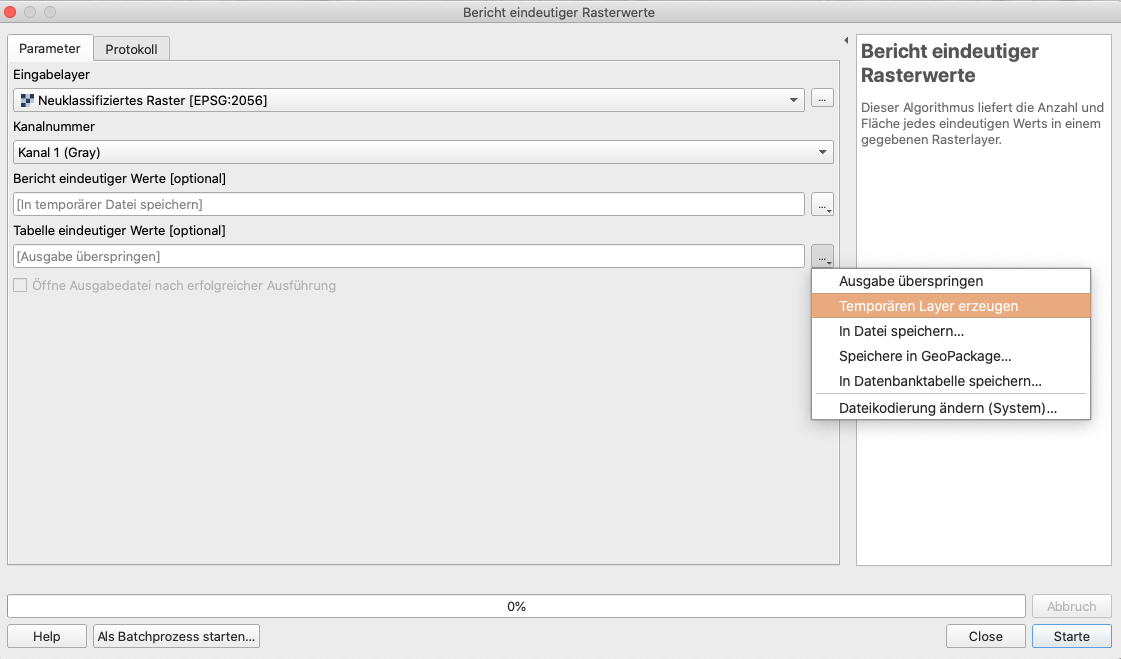 Bericht eindeutiger Rasterwerte
Parameter
Protokoll
Eingabelayer
Neuklassifiziertes Raster [EPSG:2056]
...
Kanalnummer
Kanal 1 (Gray)
Bericht eindeutiger Werte [optional]
[In temporärer Datei speichern]
...
Tabelle eindeutiger Werte [optional]
[Ausgabe überspringen]
...
Öffne Ausgabedatei nach erfolgreicher Ausführung
Ausgabe überspringen
Temporären Layer erzeugen
In Datei speichern...
Speichere in GeoPackage...
In Datenbanktabelle speichern...
Dateikodierung ändern (System)...
Bericht eindeutiger
Rasterwerte
Dieser Algorithmus liefert die Anzahl und
Fläche jedes eindeutigen Werts in einem
gegebenen Rasterlayer.
0%
Abbruch
Help
Als Batchprozess starten...
Close
Starte